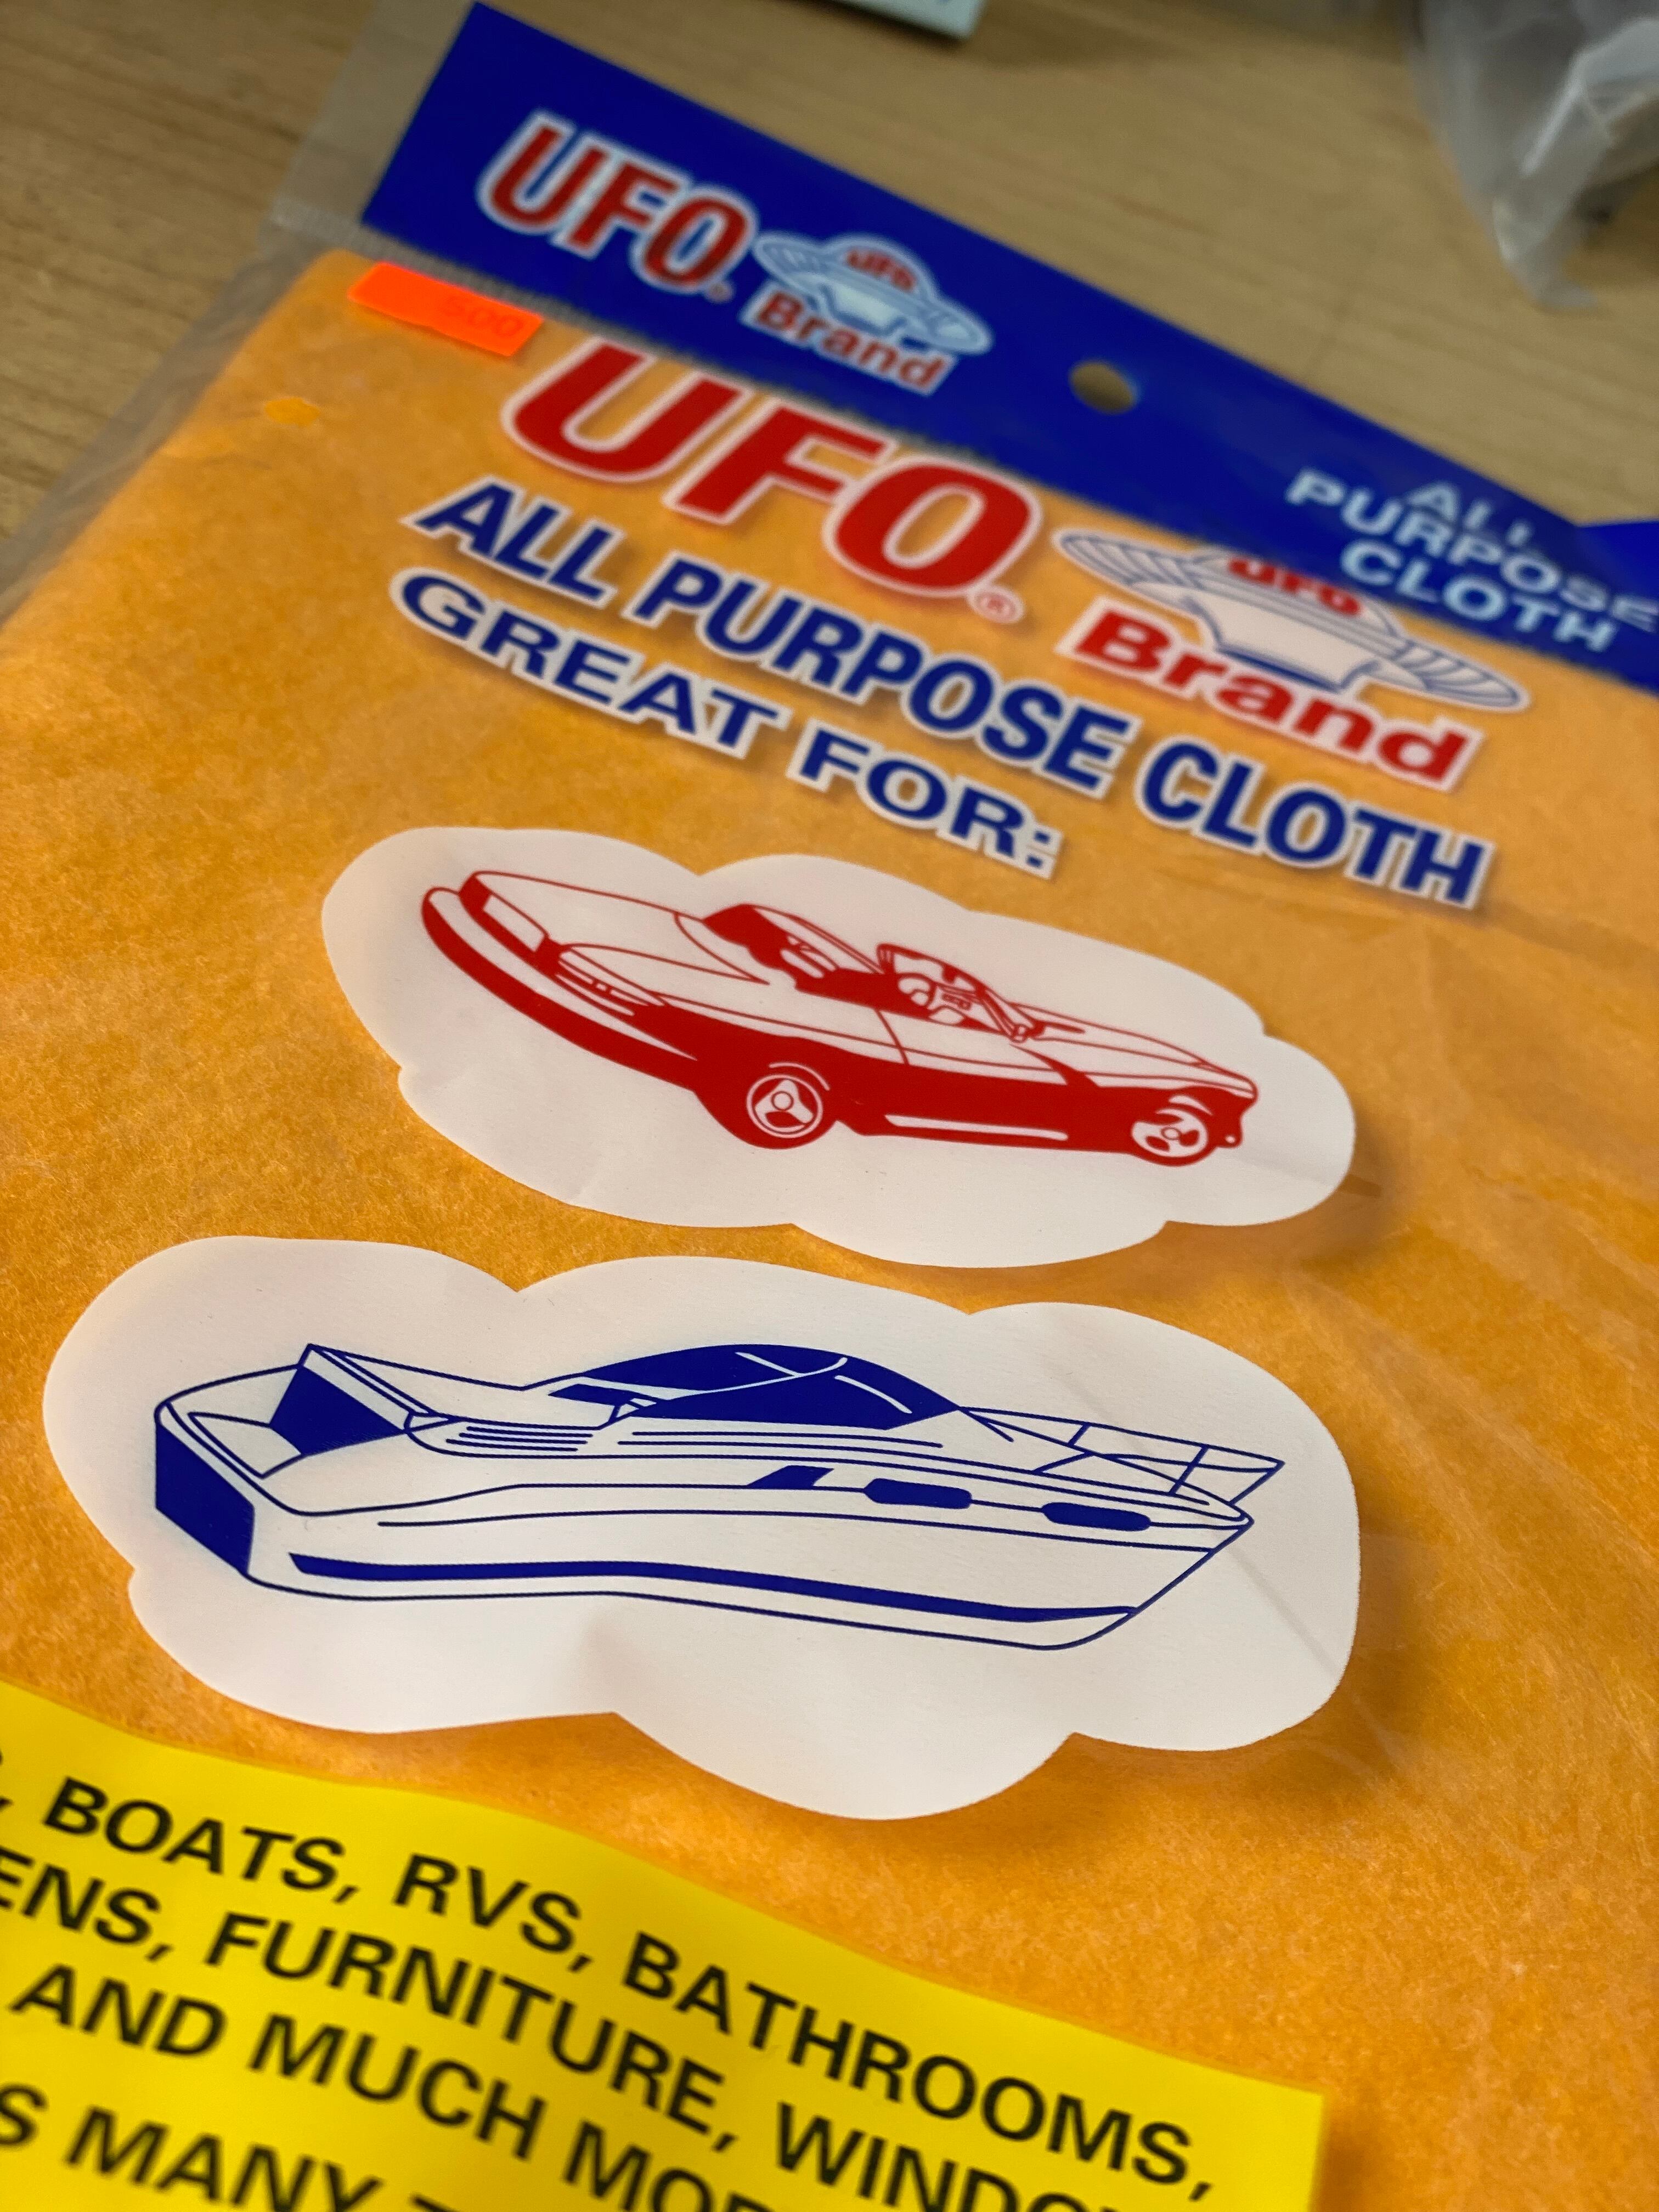 UFO®
ufo
Brand
ALL
PURPOSE
CLOTH
500
UFO®
ufo
Brand
ALL PURPOSE CLOTH
GREAT FOR:
, BOATS, RVS, BATHROOMS,
ENS, FURNITURE,
AND MUCH
S MANY